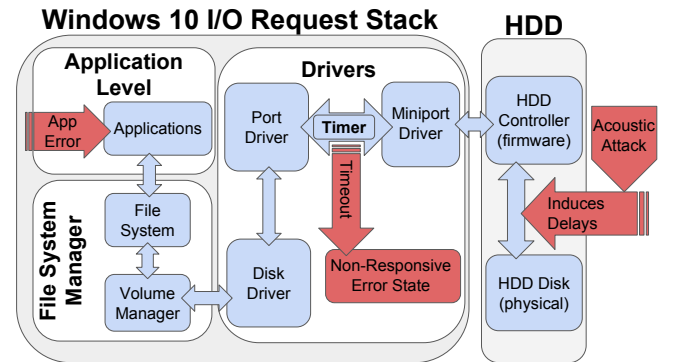 Windows 10 I/O Request Stack
HDD
Application
Level
Drivers
App
Error
Applications
Port
Driver
Timer
Miniport
Driver
HDD
Controller
(firmware)
Acoustic
Attack
Timeout
File System
Manager
File
System
Induces
Delays
Volume
Manager
Disk
Driver
Non-Responsive
Error State
HDD Disk
(physical)